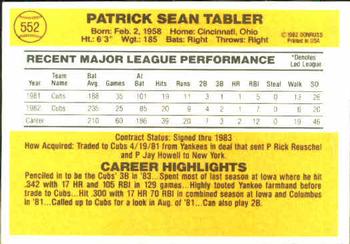 552
PATRICK SEAN TABLER
Born: Feb. 2, 1958 Home: Cincinnati, Ohio
Ht.: 6'3" Wgt.: 185 Bats: Right Throws: Right
© 1982 DONRUSS
Printed in USA
RECENT MAJOR LEAGUE PERFORMANCE
*Denotes Led League
Year Team Name Bat Avg. Games At Bats Runs Hits 2B 3B HR RBI Steal Walk SO
1981 Cubs 188 35 101 11 19 3 1 1 5 0 13 26
1982 Cubs 235 25 85 9 20 4 2 1 7 0 6 20
Career 210 60 186 20 39 7 3 2 12 0 19 46
Contract Status: Signed thru 1983
How Acquired: Traded to Cubs 4/19/81 from Yankees in deal that sent P Rick Reuschel and P Jay Howell to New York.
CAREER HIGHLIGHTS
Penciled in to be the Cubs' 3B in '83.. Spent most of last season at Iowa where he hit
.342 with 17 HR and 105 RBI in 129 games... Highly touted Yankee farmhand before
trade to Cubs... Hit .300 with 17 HR 70 RBI in combined action at Iowa and Columbus in
'81...Called up to Cubs for a look in Aug. of '81... Can also play 2B.